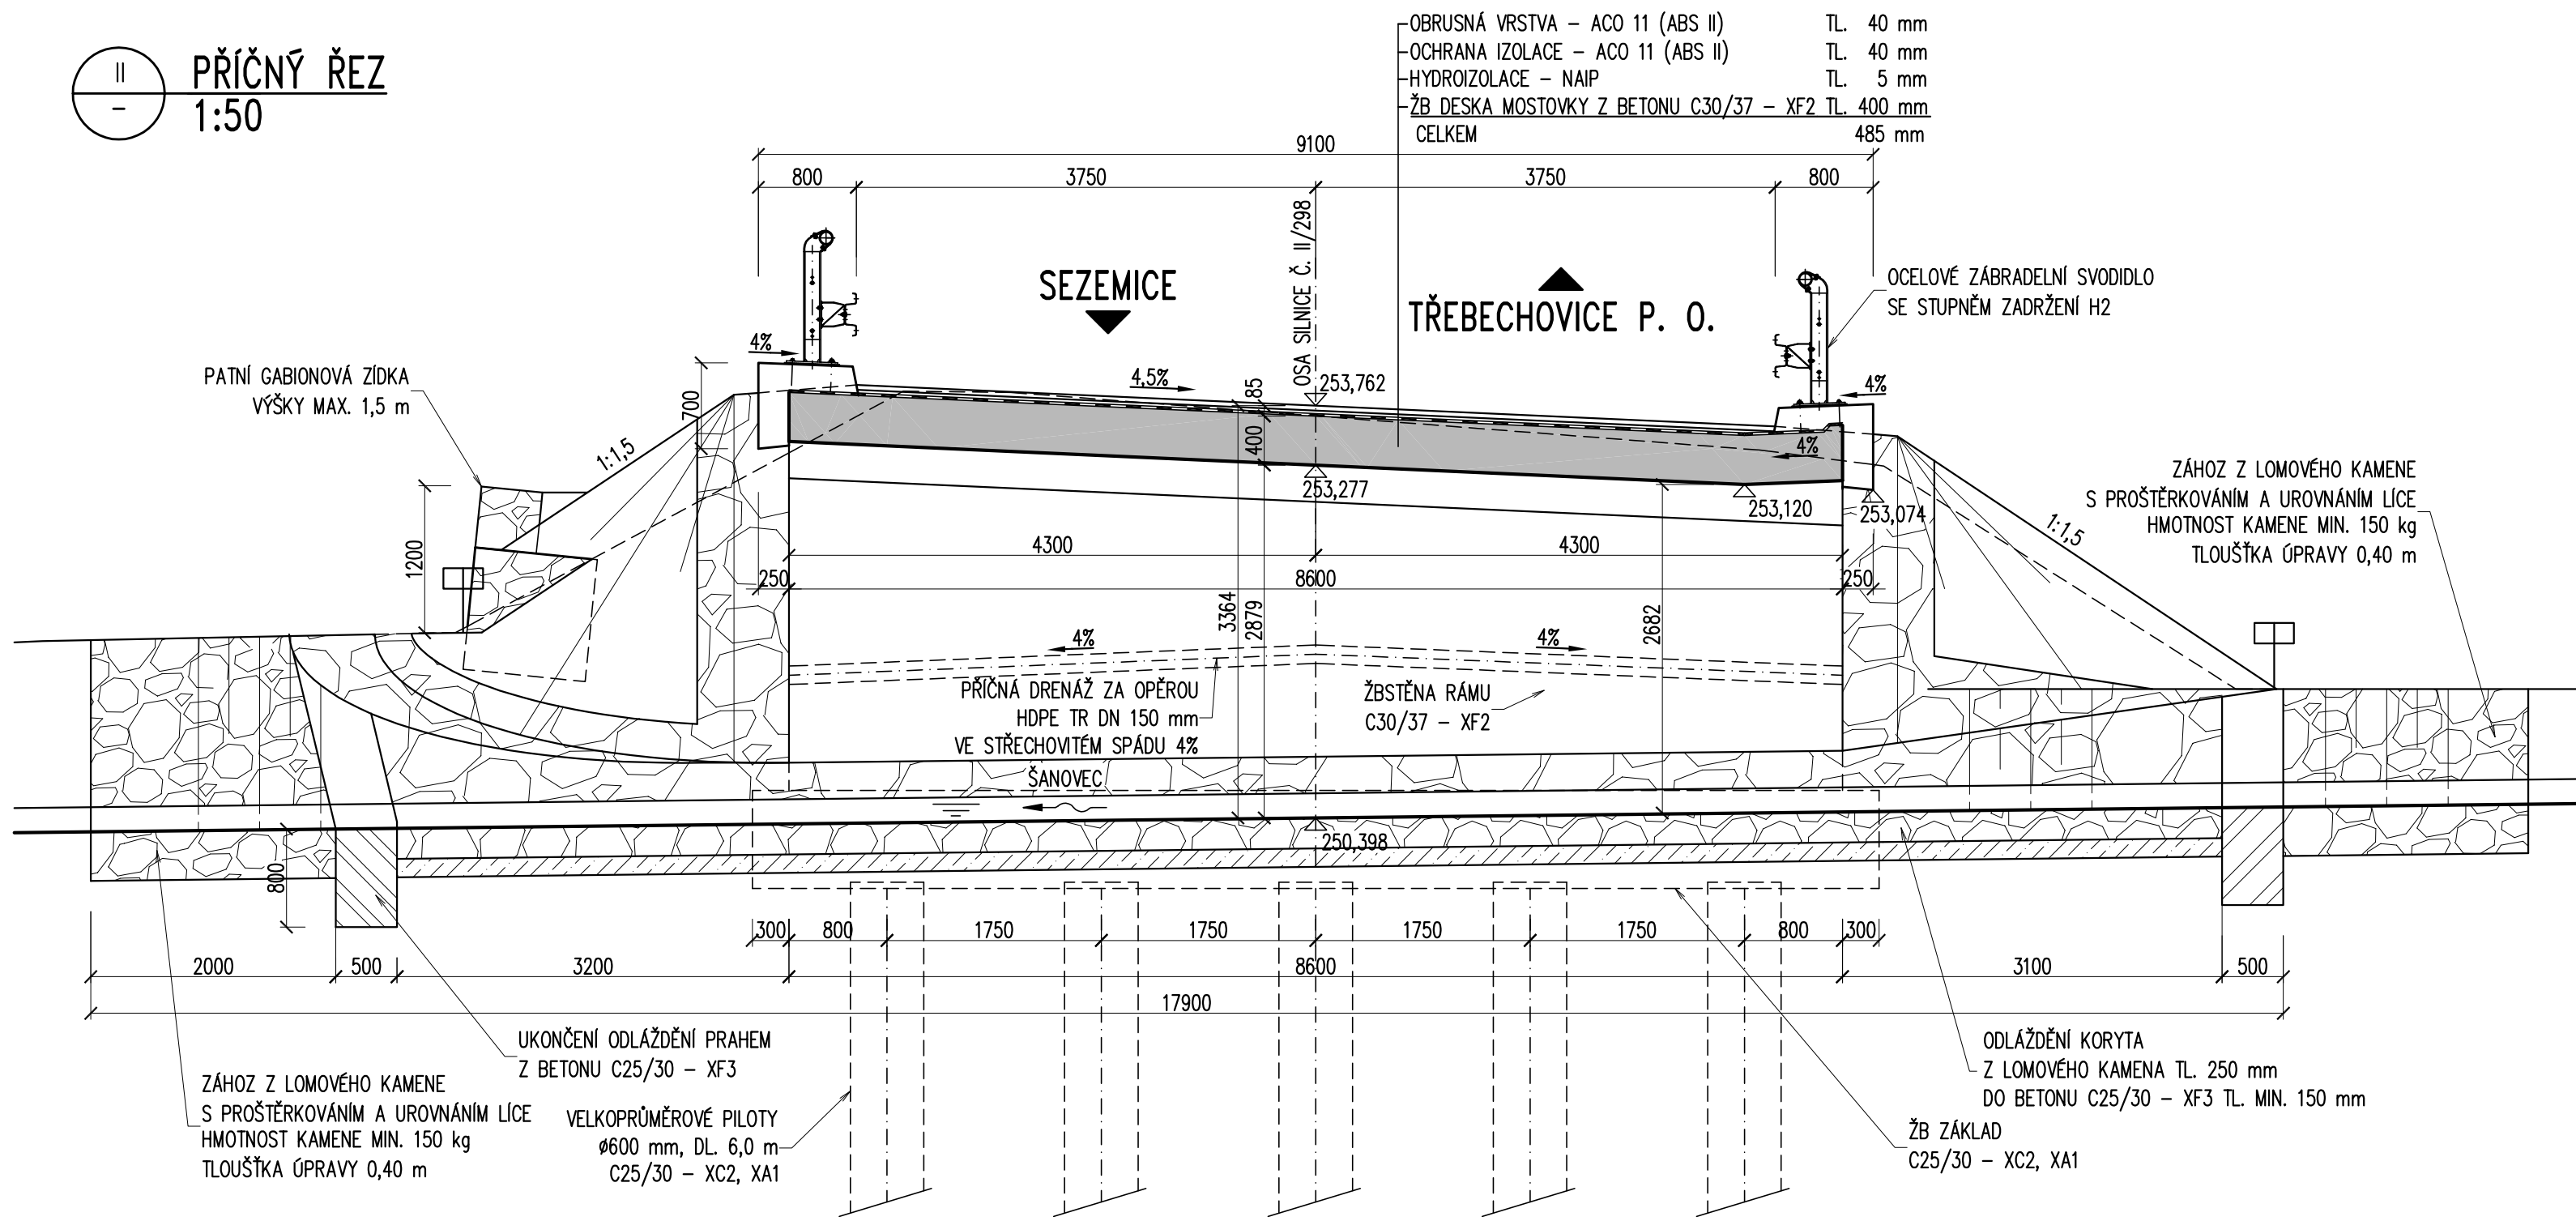 II
–
PŘÍČNÝ ŘEZ
1:50
OBRUSNÁ VRSTVA – ACO 11 (ABS II) TL. 40 mm
OCHRANA IZOLACE – ACO 11 (ABS II) TL. 40 mm
HYDROIZOLACE – NAIP TL. 5 mm
ŽB DESKA MOSTOVKY Z BETONU C30/37 – XF2 TL. 400 mm
CELKEM 485 mm
9100
800 3750 3750 800
OSA SILNICE Č. II/298
SEZEMICE
TŘEBECHOVICE P. O.
OCELOVÉ ZÁBRADELNÍ SVODIDLO
SE STUPNĚM ZADRŽENÍ H2
PATNÍ GABIONOVÁ ZÍDKA
VÝŠKY MAX. 1,5 m
4%
4,5%
85
253,762
4%
700
400
4%
1:1,5
253,277
253,120
253,074
1:1,5
ZÁHOZ Z LOMOVÉHO KAMENE
S PROŠTĚRKOVÁNÍM A UROVNÁNÍM LÍCE
HMOTNOST KAMENE MIN. 150 kg
TLOUŠŤKA ÚPRAVY 0,40 m
1200
4300 4300
250 8600 250
3364
2879
2682
4% 4%
PŘÍČNÁ DRENÁŽ ZA OPĚROU
HDPE TR DN 150 mm
VE STŘECHOVITÉM SPÁDU 4%
ŽBSTĚNA RÁMU
C30/37 – XF2
ŠANOVEC
250,398
800
300 800 1750 1750 1750 1750 800 300
2000 500 3200 8600 3100 500
17900
UKONČENÍ ODLÁŽDĚNÍ PRAHEM
Z BETONU C25/30 – XF3
ZÁHOZ Z LOMOVÉHO KAMENE
S PROŠTĚRKOVÁNÍM A UROVNÁNÍM LÍCE
HMOTNOST KAMENE MIN. 150 kg
TLOUŠŤKA ÚPRAVY 0,40 m
VELKOPRŮMĚROVÉ PILOTY
ø600 mm, DL. 6,0 m
C25/30 – XC2, XA1
ODLÁŽDĚNÍ KORYTA
Z LOMOVÉHO KAMENA TL. 250 mm
DO BETONU C25/30 – XF3 TL. MIN. 150 mm
ŽB ZÁKLAD
C25/30 – XC2, XA1